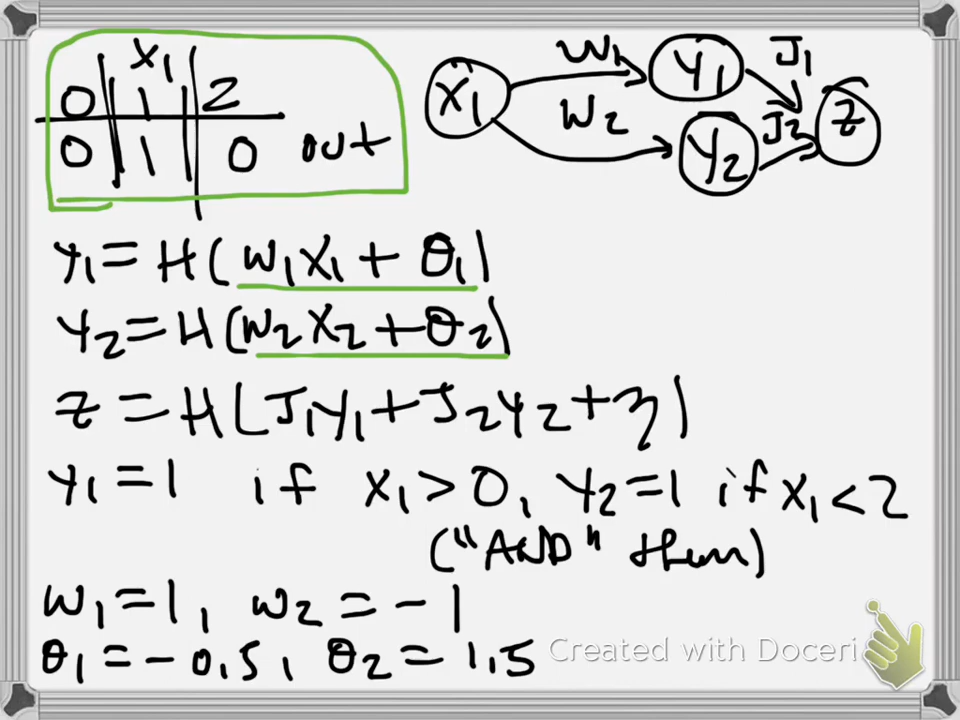 X1
0 1 2
0 1 0 out
X1 W1 Y1 J1
W2 Y2 J2 Z
Y1 = H(W1X1 + θ1)
Y2 = H(W2X2 + θ2)
Z = H(J1Y1 + J2Y2 + 3)
Y1 = 1 if X1 > 0, Y2 = 1 if X1 < 2
("AND" them)
W1 = 1, W2 = -1
θ1 = -0.5, θ2 = 1.5
Created with Doceri